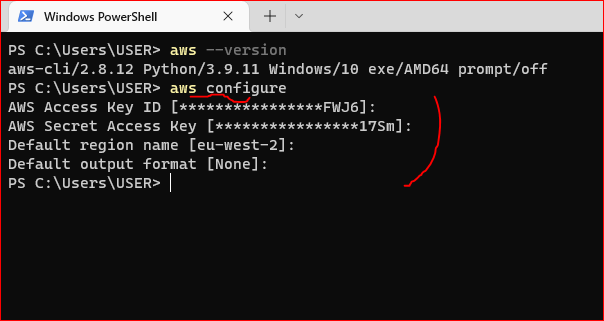 Windows PowerShell
PS C:\Users\USER> aws --version
aws-cli/2.8.12 Python/3.9.11 Windows/10 exe/AMD64 prompt/off
PS C:\Users\USER> aws configure
AWS Access Key ID [****************FWJ6]:
AWS Secret Access Key [****************17Sm]:
Default region name [eu-west-2]:
Default output format [None]:
PS C:\Users\USER>